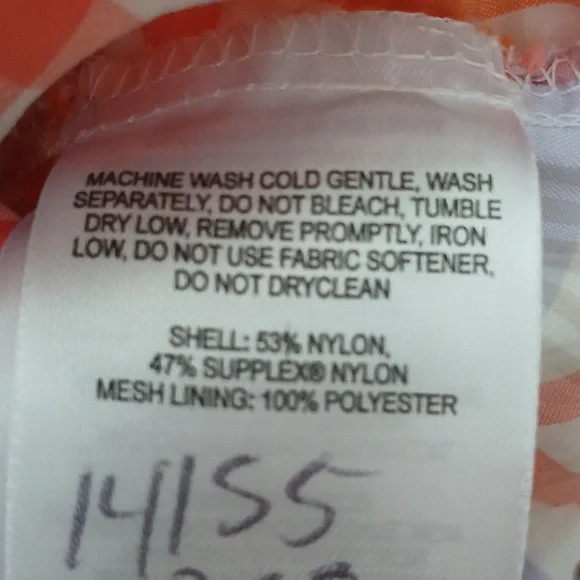 MACHINE WASH COLD GENTLE, WASH
SEPARATELY, DO NOT BLEACH, TUMBLE
DRY LOW, REMOVE PROMPTLY, IRON
LOW, DO NOT USE FABRIC SOFTENER,
DO NOT DRYCLEAN
SHELL: 53% NYLON,
47% SUPPLEX® NYLON
MESH LINING: 100% POLYESTER
14155